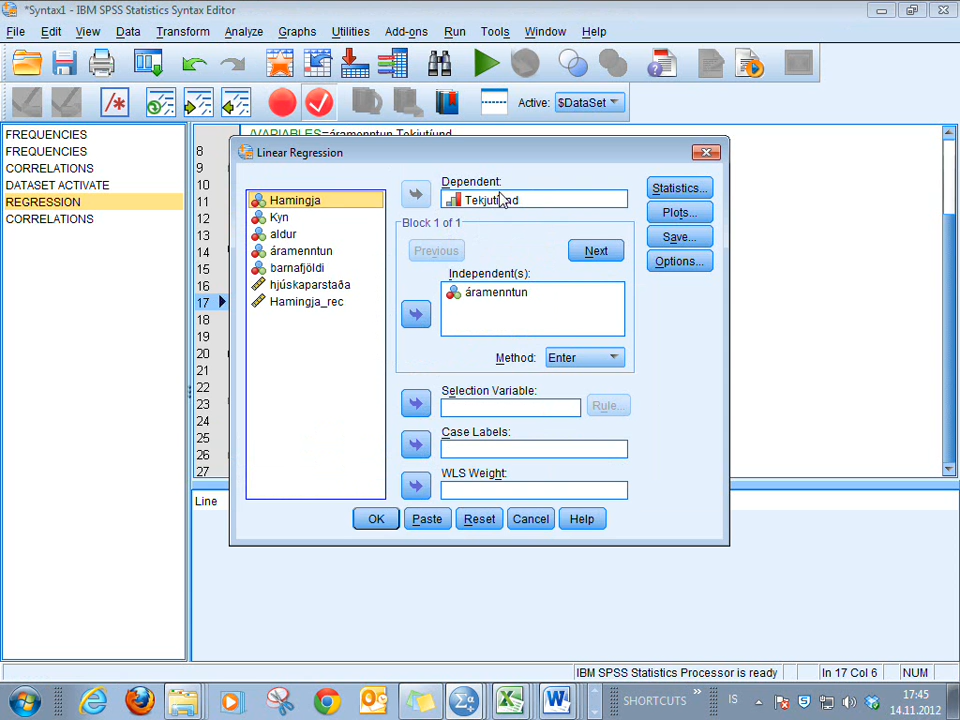 *Syntax1 - IBM SPSS Statistics Syntax Editor
File Edit View Data Transform Analyze Graphs Utilities Add-ons Run Tools Window Help
Active: $DataSet
FREQUENCIES
FREQUENCIES
CORRELATIONS
DATASET ACTIVATE
REGRESSION
CORRELATIONS
/VARIABLES=áramenntun Tekjutíund
8
9
10
11
12
13
14
15
16
17
18
19
20
21
22
23
24
25
26
27
Line
Linear Regression
Hamingja
Kyn
aldur
áramenntun
barnafjöldi
hjúskaparstaða
Hamingja_rec
Dependent:
Tekjutíund
Block 1 of 1
Previous
Next
Independent(s):
áramenntun
Method: Enter
Selection Variable:
Rule...
Case Labels:
WLS Weight:
Statistics...
Plots...
Save...
Options...
OK Paste Reset Cancel Help
IBM SPSS Statistics Processor is ready
In 17 Col 6
NUM
SHORTCUTS
IS
17:45
14.11.2012